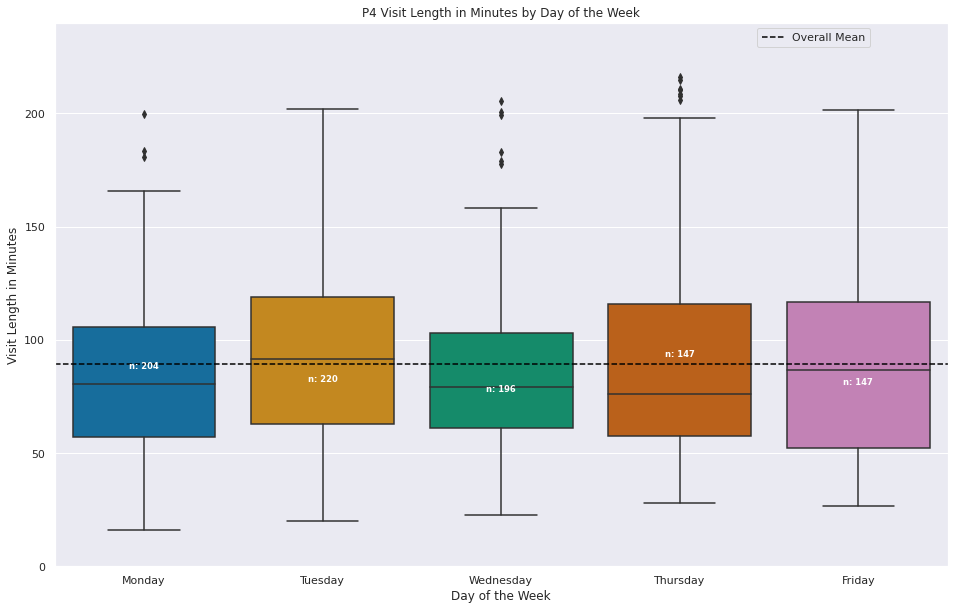 P4 Visit Length in Minutes by Day of the Week
Overall Mean
Visit Length in Minutes
200
150
100
50
0
n: 204
n: 220
n: 196
n: 147
n: 147
Monday
Tuesday
Wednesday
Thursday
Friday
Day of the Week